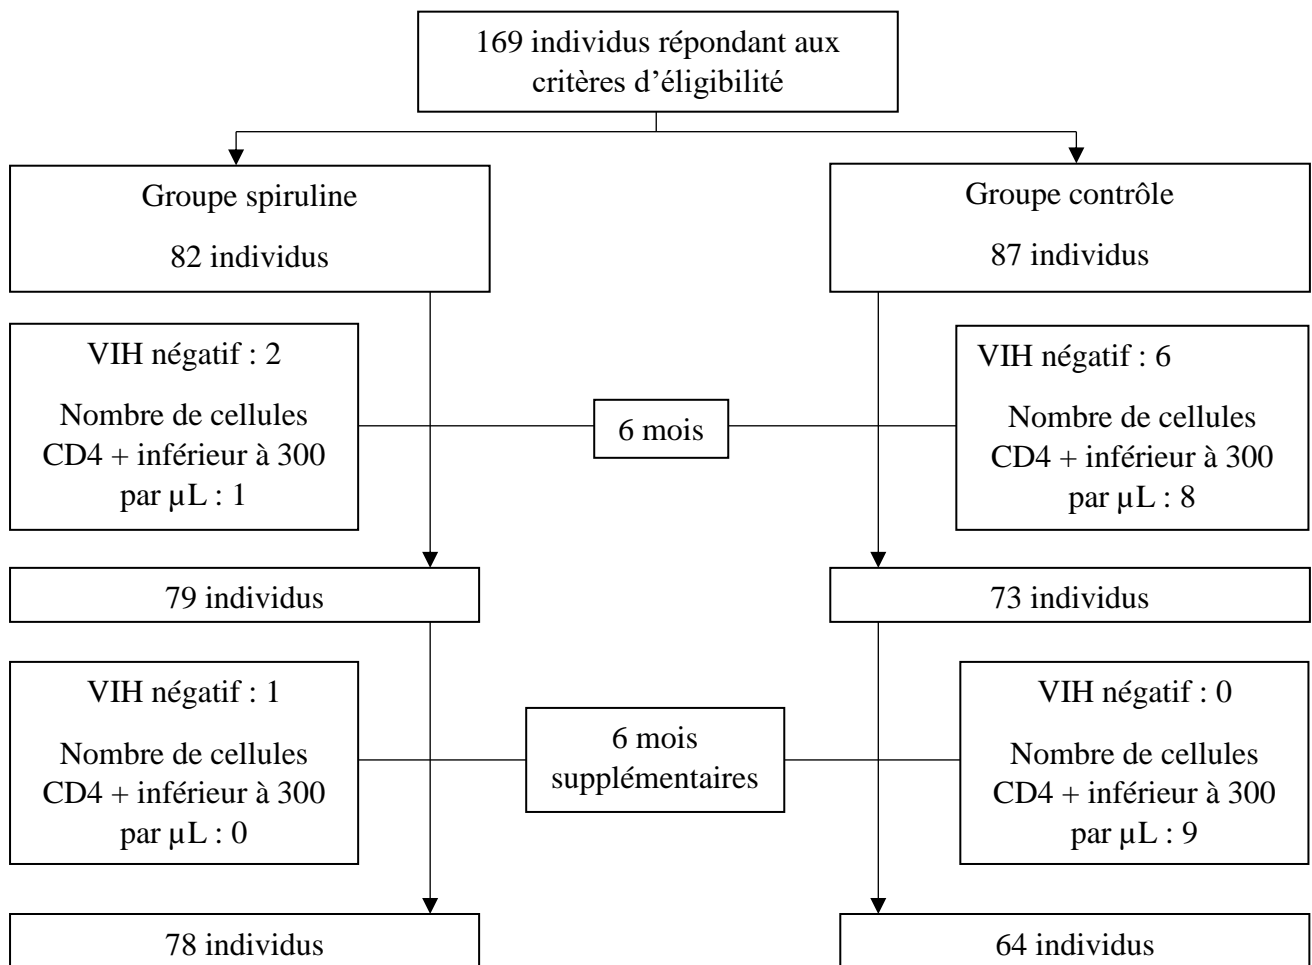 169 individus répondant aux
critères d’éligibilité
Groupe spiruline
82 individus
Groupe contrôle
87 individus
VIH négatif : 2
Nombre de cellules
CD4 + inférieur à 300
par µL : 1
6 mois
VIH négatif : 6
Nombre de cellules
CD4 + inférieur à 300
par µL : 8
79 individus
73 individus
VIH négatif : 1
Nombre de cellules
CD4 + inférieur à 300
par µL : 0
6 mois
supplémentaires
VIH négatif : 0
Nombre de cellules
CD4 + inférieur à 300
par µL : 9
78 individus
64 individus